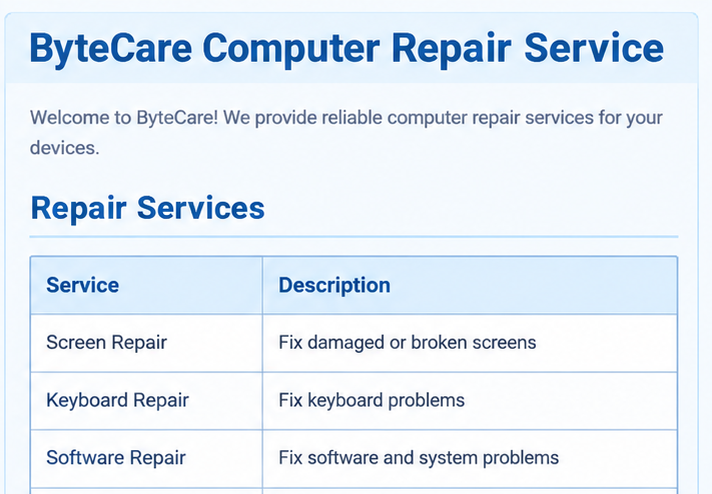 ByteCare Computer Repair Service
Welcome to ByteCare! We provide reliable computer repair services for your
devices.
Repair Services
Service Description
Screen Repair Fix damaged or broken screens
Keyboard Repair Fix keyboard problems
Software Repair Fix software and system problems